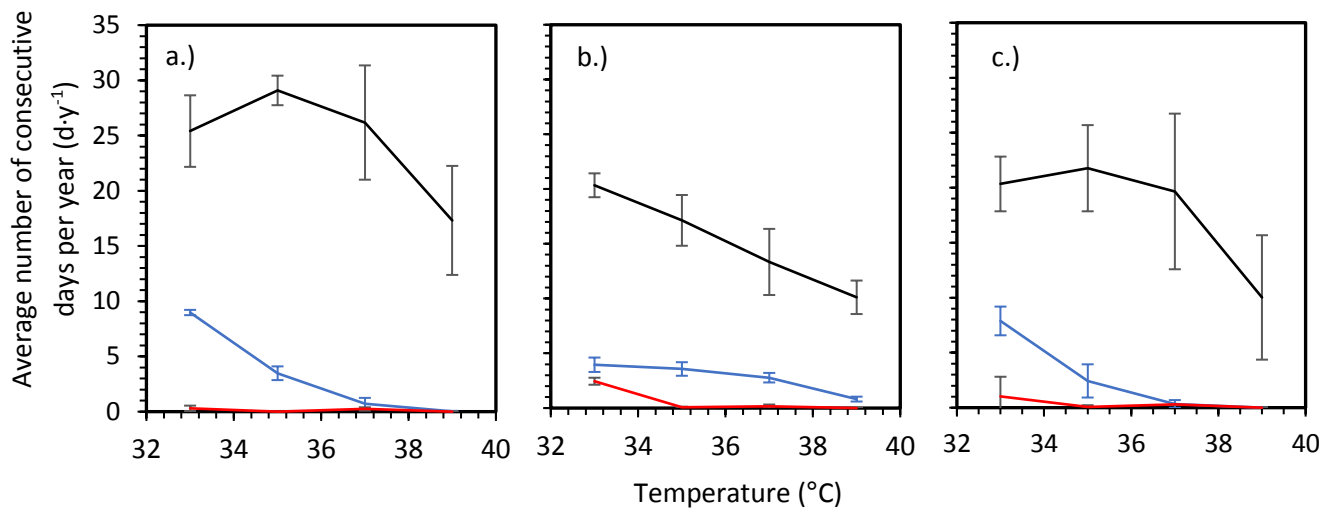 Average number of consecutive
days per year (d·y⁻¹)
35
30
25
20
15
10
5
0
a.)
b.)
c.)
32 34 36 38 40
32 34 36 38 40
32 34 36 38 40
Temperature (°C)